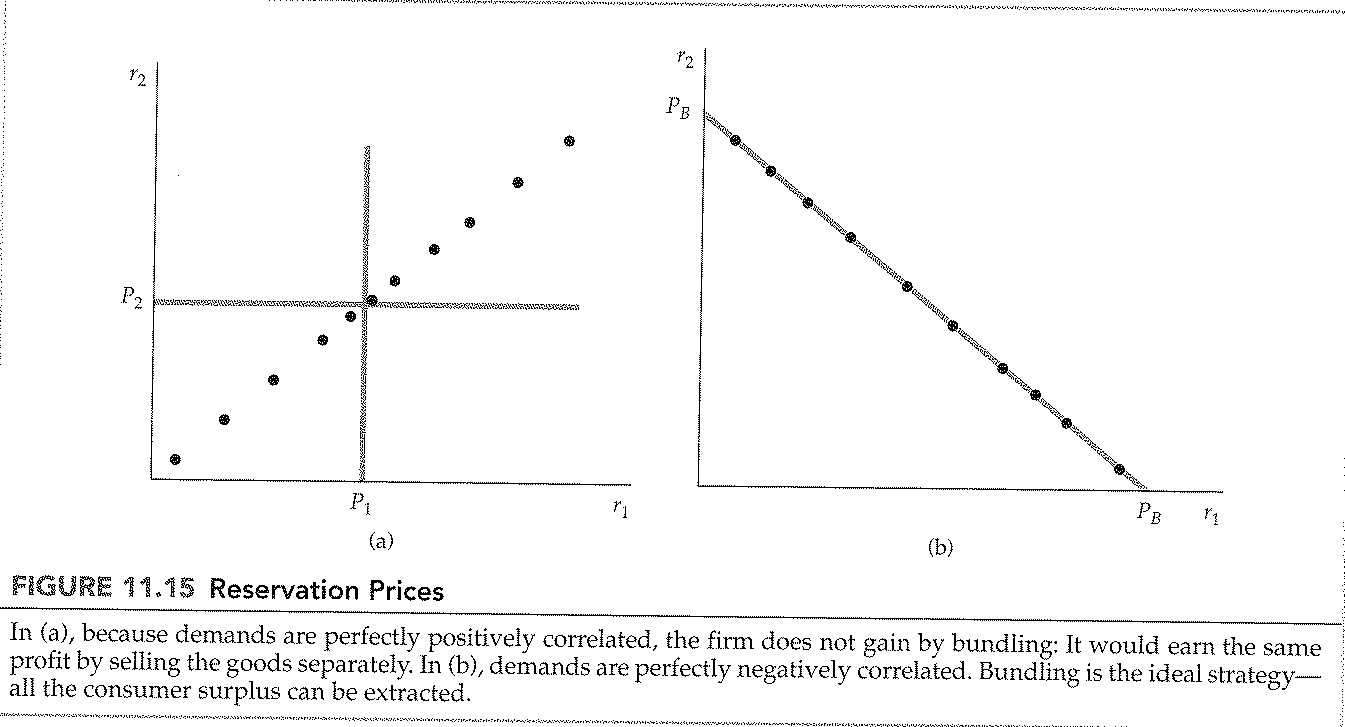 r2
P2
P1
r1
(a)
r2
PB
PB
r1
(b)
FIGURE 11.15 Reservation Prices
In (a), because demands are perfectly positively correlated, the firm does not gain by bundling: It would earn the same
profit by selling the goods separately. In (b), demands are perfectly negatively correlated. Bundling is the ideal strategy—
all the consumer surplus can be extracted.